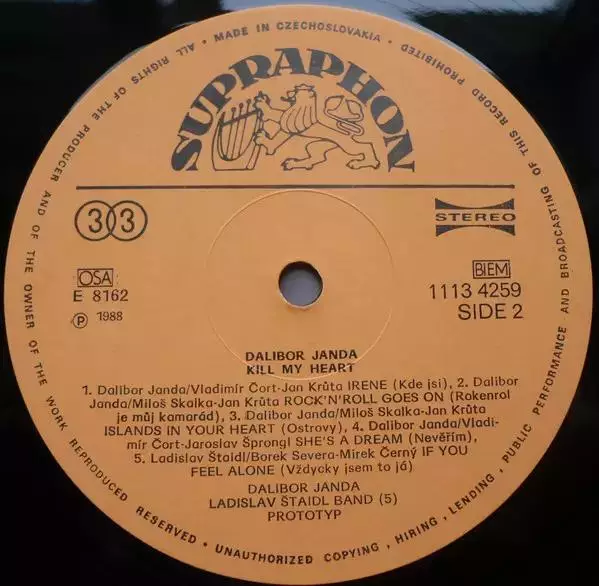 ALL RIGHTS OF THE PRODUCER AND OF THE OWNER OF THE WORK REPRODUCED RESERVED • UNAUTHORIZED COPYING, HIRING, LENDING, PUBLIC PERFORMANCE AND BROADCASTING OF THIS RECORD PROHIBITED • MADE IN CZECHOSLOVAKIA •
SUPRAPHON
33
STEREO
OSA
E 8162
℗ 1988
BIEM
1113 4259
SIDE 2
DALIBOR JANDA
KILL MY HEART
1. Dalibor Janda/Vladimír Čort-Jan Krůta IRENE (Kde jsi), 2. Dalibor
Janda/Miloš Skalka-Jan Krůta ROCK'N'ROLL GOES ON (Rokenrol
je můj kamarád), 3. Dalibor Janda/Miloš Skalka-Jan Krůta
ISLANDS IN YOUR HEART (Ostrovy), 4. Dalibor Janda/Vladi-
mír Čort-Jaroslav Šprongl SHE'S A DREAM (Nevěřím),
5. Ladislav Štaidl/Borek Severa-Mirek Černý IF YOU
FEEL ALONE (Vždycky jsem to já)
DALIBOR JANDA
LADISLAV ŠTAIDL BAND (5)
PROTOTYP